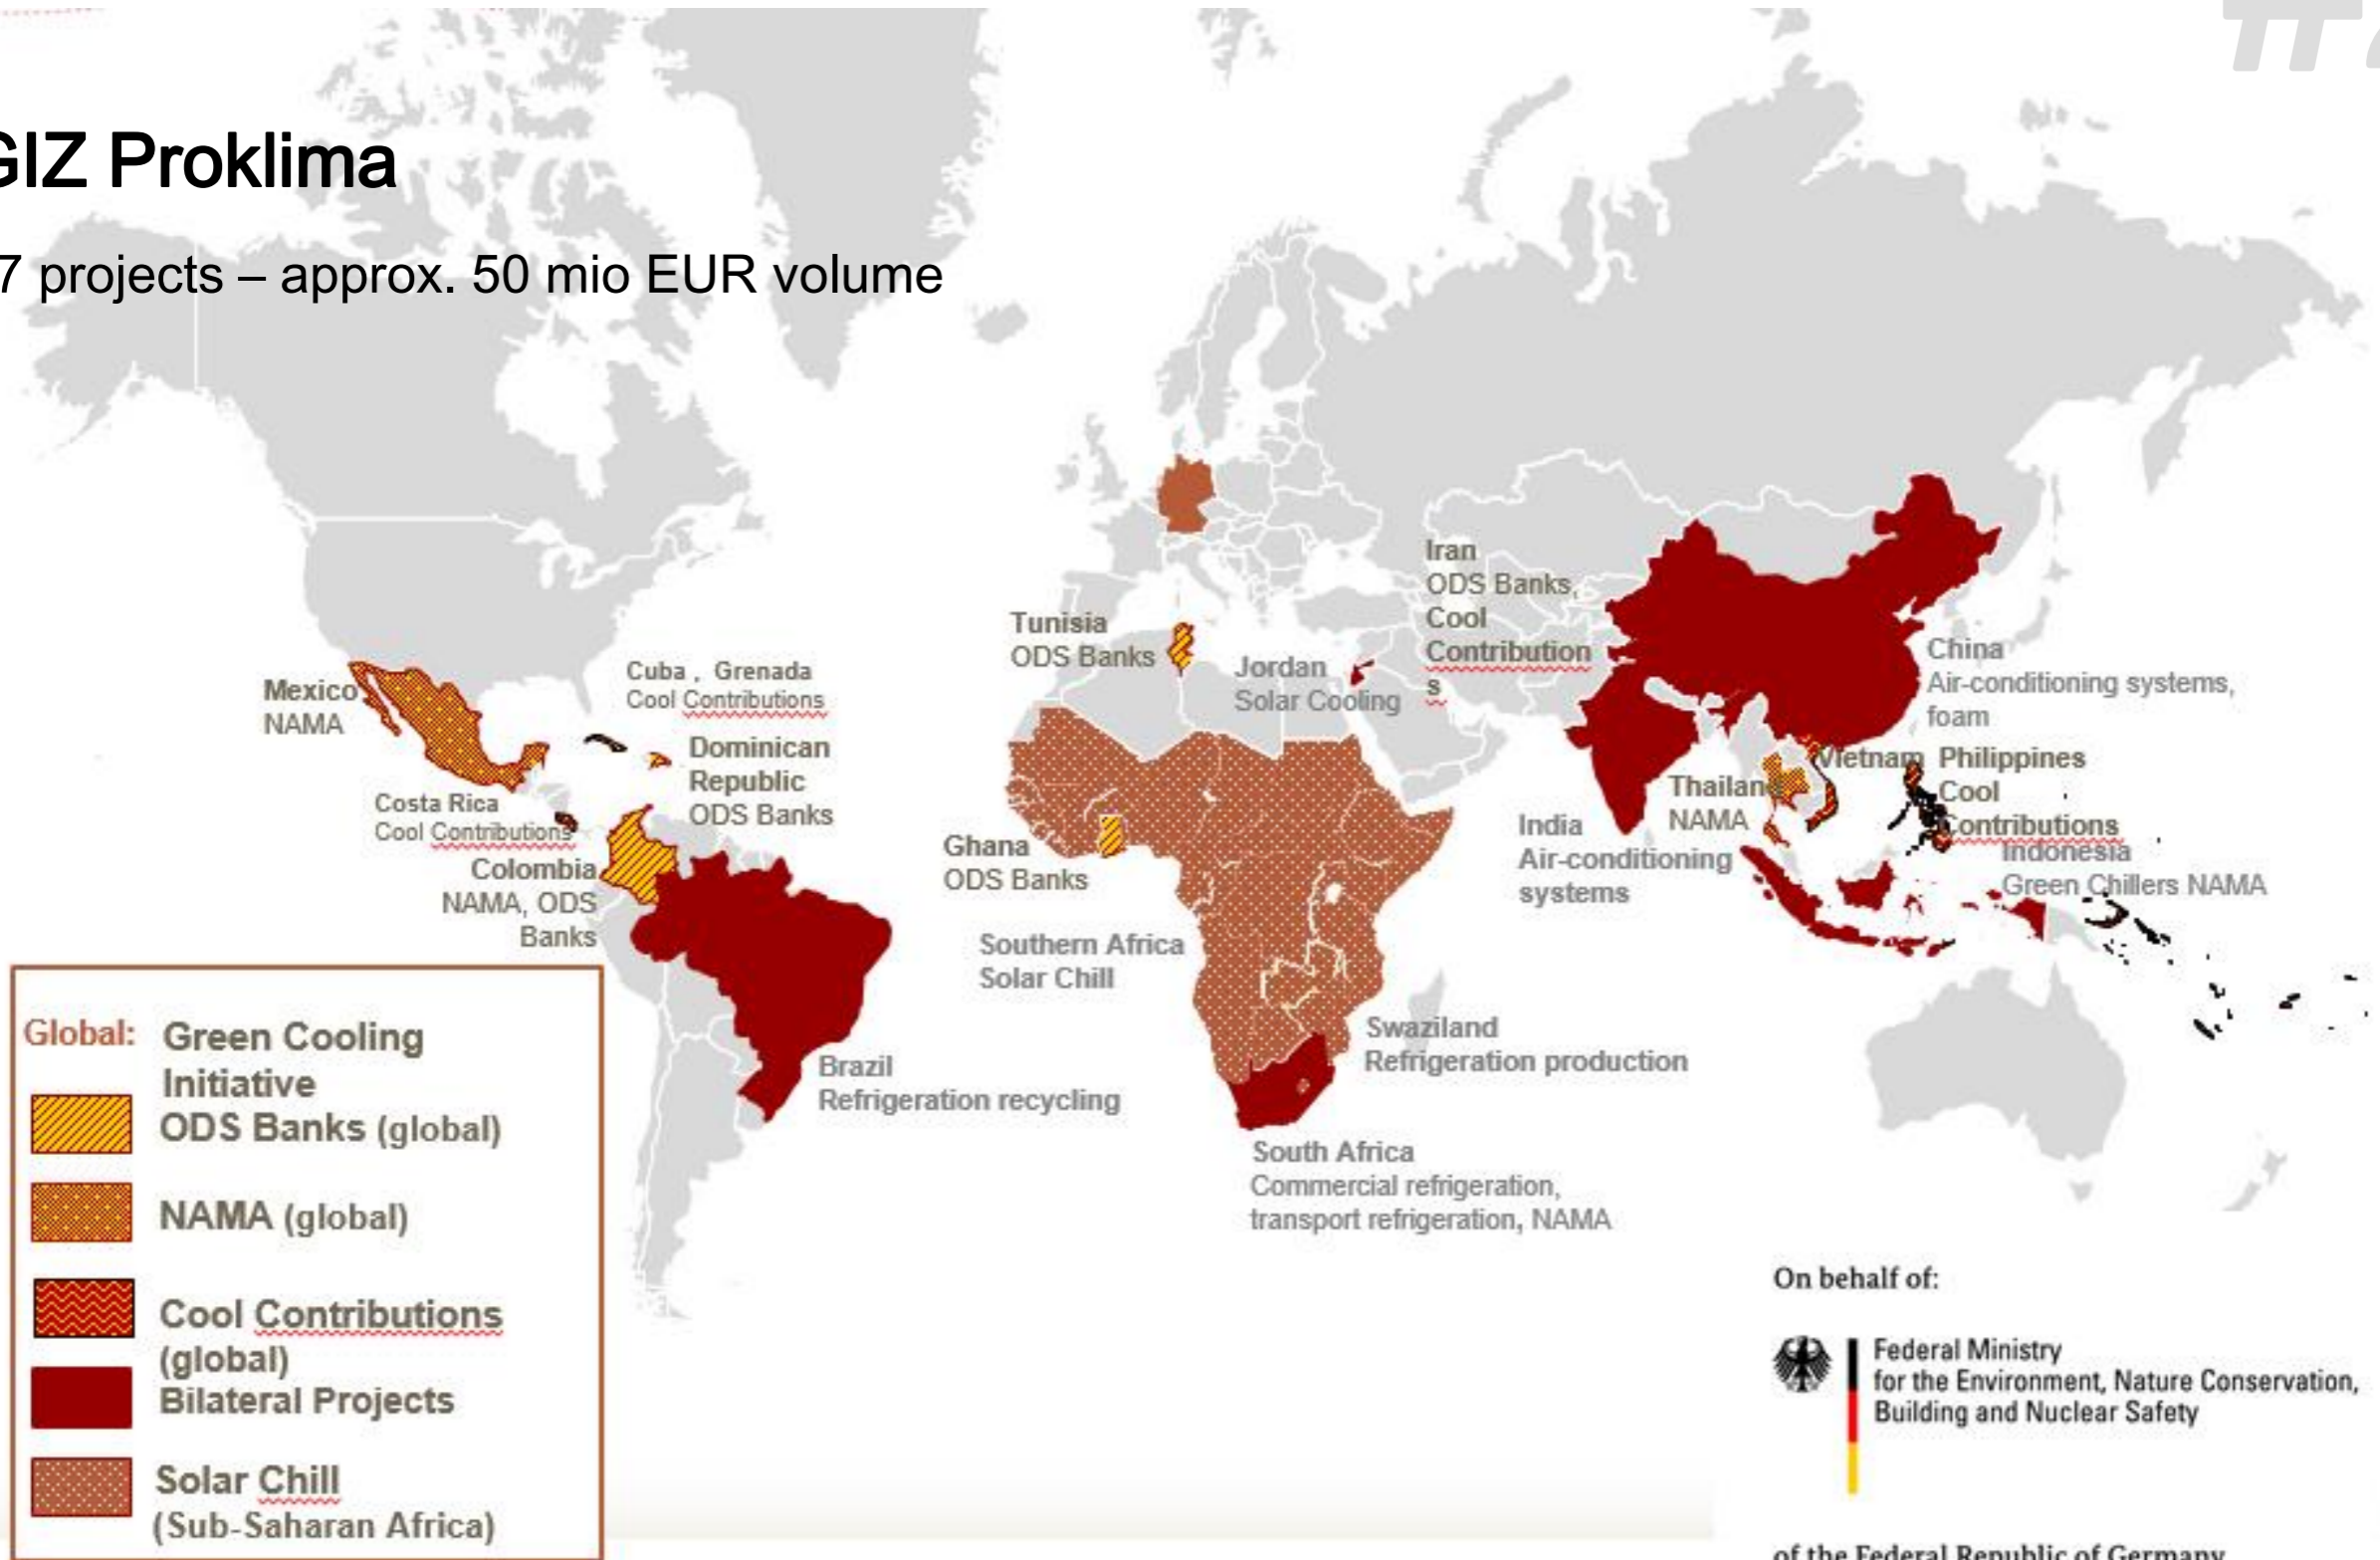 GIZ Proklima
7 projects – approx. 50 mio EUR volume
Mexico
NAMA
Cuba , Grenada
Cool Contributions
Dominican
Republic
ODS Banks
Costa Rica
Cool Contributions
Colombia
NAMA, ODS
Banks
Brazil
Refrigeration recycling
Tunisia
ODS Banks
Jordan
Solar Cooling
Iran
ODS Banks,
Cool
Contribution
s
Ghana
ODS Banks
Southern Africa
Solar Chill
Swaziland
Refrigeration production
South Africa
Commercial refrigeration,
transport refrigeration, NAMA
China
Air-conditioning systems,
foam
India
Air-conditioning
systems
Thailand
NAMA
Vietnam
Philippines
Cool
Contributions
Indonesia
Green Chillers NAMA
Global: Green Cooling
Initiative
ODS Banks (global)
NAMA (global)
Cool Contributions
(global)
Bilateral Projects
Solar Chill
(Sub-Saharan Africa)
On behalf of:
Federal Ministry
for the Environment, Nature Conservation,
Building and Nuclear Safety
of the Federal Republic of Germany